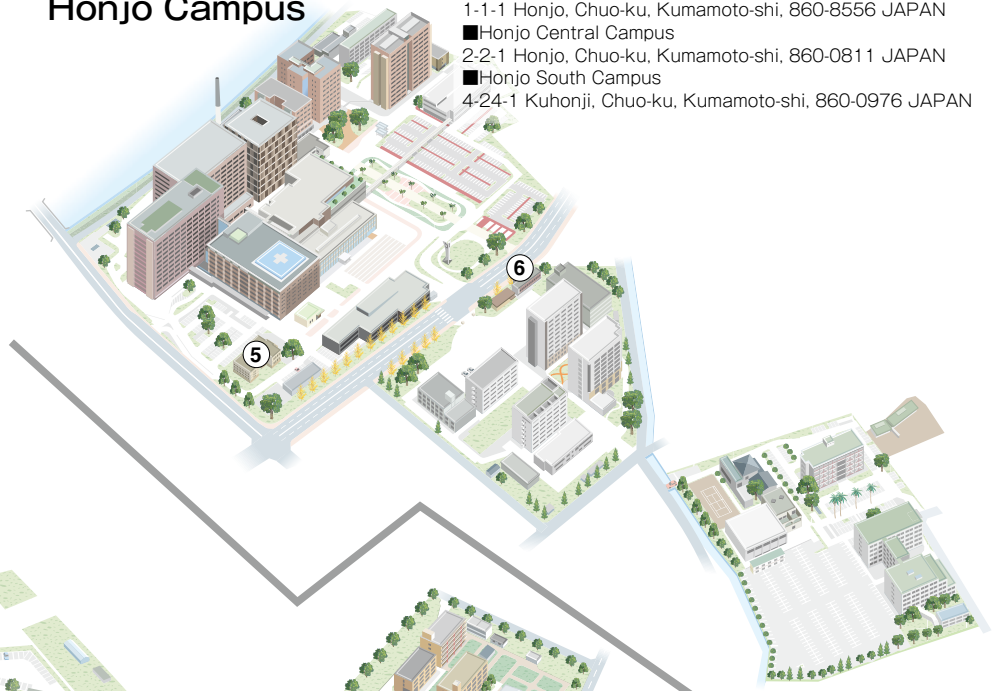 Honjo Campus
1-1-1 Honjo, Chuo-ku, Kumamoto-shi, 860-8556 JAPAN
■Honjo Central Campus
2-2-1 Honjo, Chuo-ku, Kumamoto-shi, 860-0811 JAPAN
■Honjo South Campus
4-24-1 Kuhonji, Chuo-ku, Kumamoto-shi, 860-0976 JAPAN
6
5